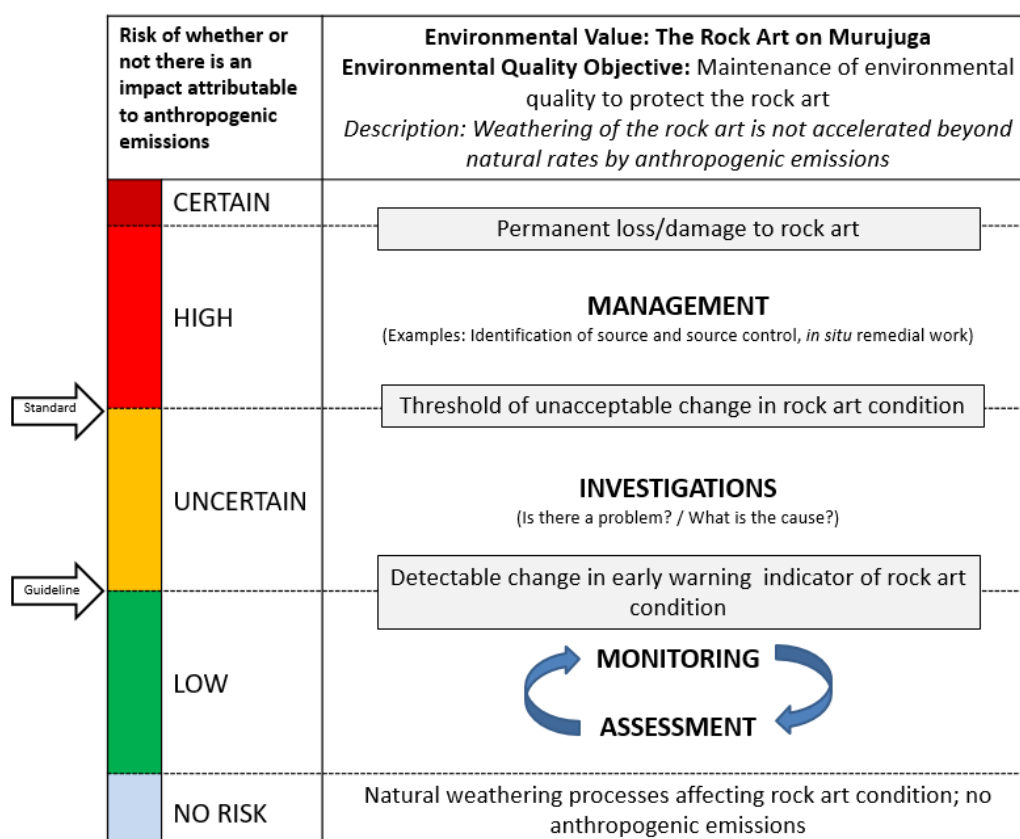 Risk of whether or
not there is an
impact attributable
to anthropogenic
emissions
Environmental Value: The Rock Art on Murujuga
Environmental Quality Objective: Maintenance of environmental
quality to protect the rock art
Description: Weathering of the rock art is not accelerated beyond
natural rates by anthropogenic emissions
CERTAIN
Permanent loss/damage to rock art
HIGH
MANAGEMENT
(Examples: Identification of source and source control, in situ remedial work)
Standard
Threshold of unacceptable change in rock art condition
UNCERTAIN
INVESTIGATIONS
(Is there a problem? / What is the cause?)
Guideline
Detectable change in early warning indicator of rock art
condition
LOW
MONITORING
ASSESSMENT
NO RISK
Natural weathering processes affecting rock art condition; no
anthropogenic emissions